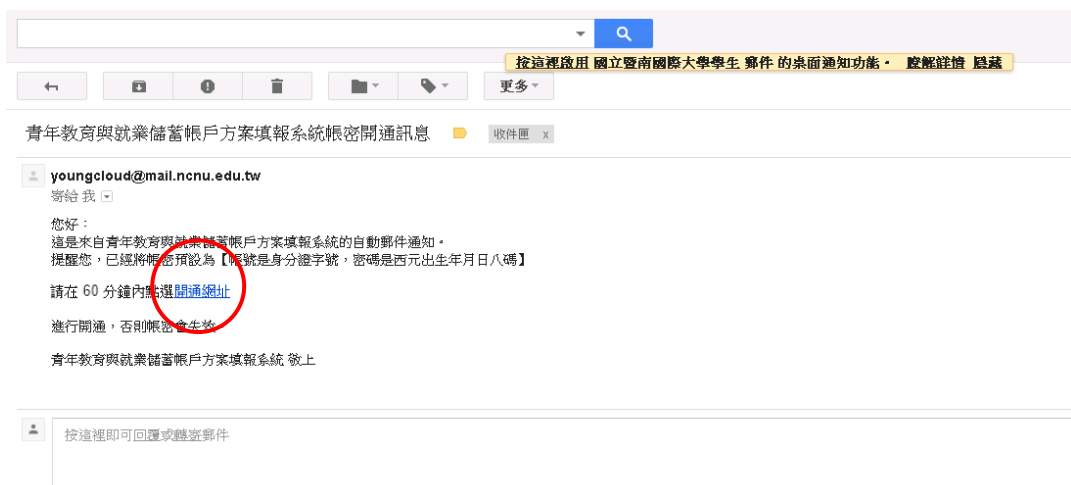 按這裡啟用 國立暨南國際大學學生 郵件 的桌面通知功能。 瞭解詳情 隱藏
更多
青年教育與就業儲蓄帳戶方案填報系統帳密開通訊息 收件匣 x
youngcloud@mail.ncnu.edu.tw
寄給 我
您好：
這是來自青年教育與就業儲蓄帳戶方案填報系統的自動郵件通知。
提醒您，已經將帳密預設為【帳號是身分證字號，密碼是西元出生年月日八碼】
請在 60 分鐘內點選開通網址
進行開通，否則帳密會失效
青年教育與就業儲蓄帳戶方案填報系統 敬上
按這裡即可回覆或轉寄郵件